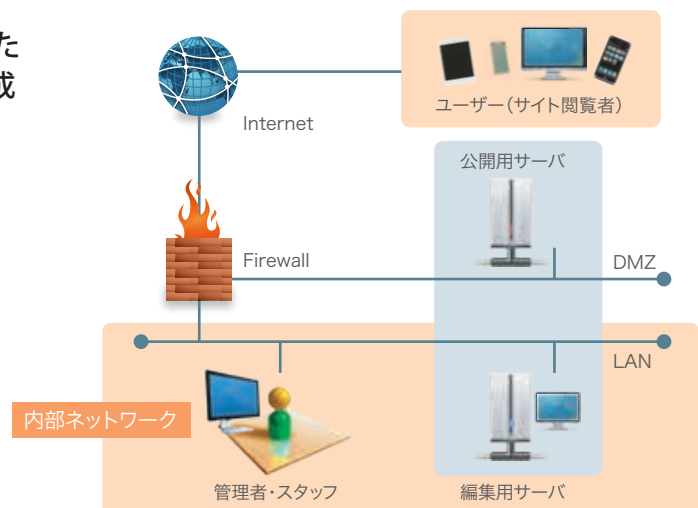 た
成
ユーザー（サイト閲覧者）
Internet
公開用サーバ
Firewall
DMZ
LAN
内部ネットワーク
管理者・スタッフ
編集用サーバ